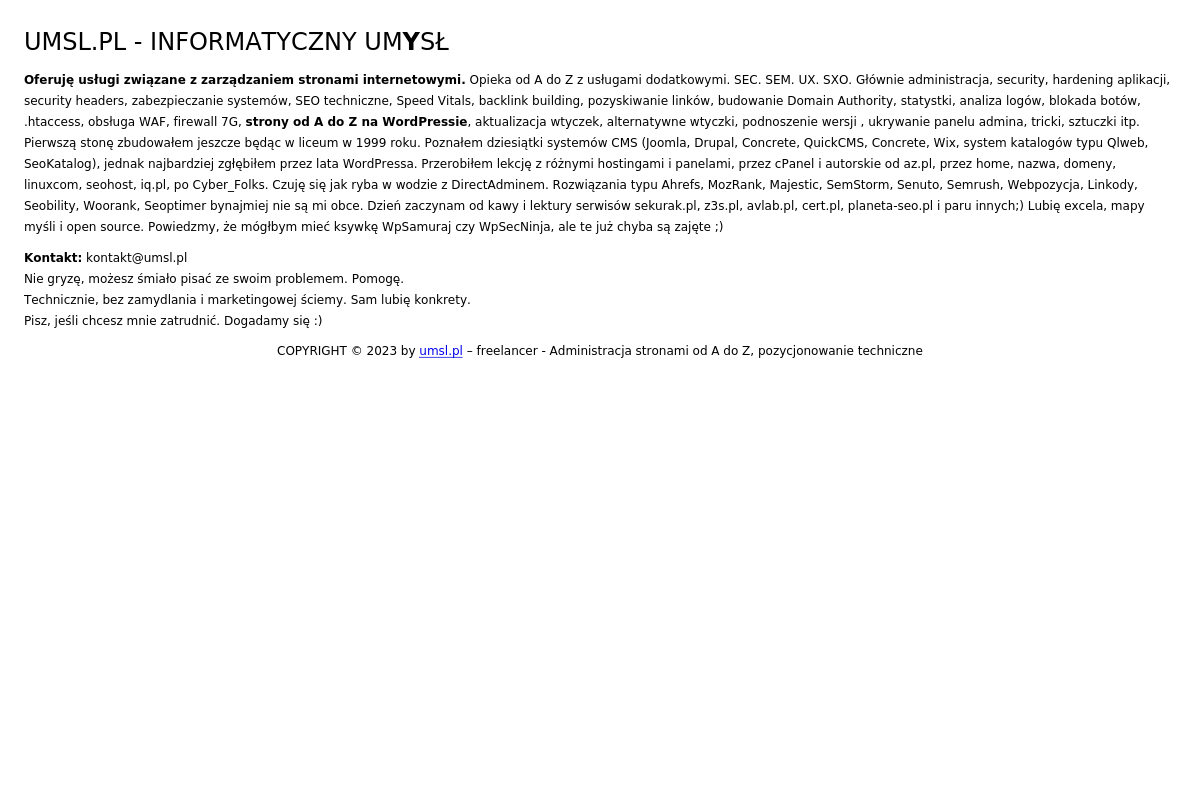 UMSL.PL - INFORMATYCZNY UMYSŁ
Oferuję usługi związane z zarządzaniem stronami internetowymi. Opieka od A do Z z usługami dodatkowymi. SEC. SEM. UX. SXO. Głównie administracja, security, hardening aplikacji,
security headers, zabezpieczanie systemów, SEO techniczne, Speed Vitals, backlink building, pozyskiwanie linków, budowanie Domain Authority, statystki, analiza logów, blokada botów,
.htaccess, obsługa WAF, firewall 7G, strony od A do Z na WordPressie, aktualizacja wtyczek, alternatywne wtyczki, podnoszenie wersji , ukrywanie panelu admina, tricki, sztuczki itp.
Pierwszą stonę zbudowałem jeszcze będąc w liceum w 1999 roku. Poznałem dziesiątki systemów CMS (Joomla, Drupal, Concrete, QuickCMS, Concrete, Wix, system katalogów typu Qlweb,
SeoKatalog), jednak najbardziej zgłębiłem przez lata WordPressa. Przerobiłem lekcję z różnymi hostingami i panelami, przez cPanel i autorskie od az.pl, przez home, nazwa, domeny,
linuxcom, seohost, iq.pl, po Cyber_Folks. Czuję się jak ryba w wodzie z DirectAdminem. Rozwiązania typu Ahrefs, MozRank, Majestic, SemStorm, Senuto, Semrush, Webpozycja, Linkody,
Seobility, Woorank, Seoptimer bynajmiej nie są mi obce. Dzień zaczynam od kawy i lektury serwisów sekurak.pl, z3s.pl, avlab.pl, cert.pl, planeta-seo.pl i paru innych;) Lubię excela, mapy
myśli i open source. Powiedzmy, że mógłbym mieć ksywkę WpSamuraj czy WpSecNinja, ale te już chyba są zajęte ;)
Kontakt: kontakt@umsl.pl
Nie gryzę, możesz śmiało pisać ze swoim problemem. Pomogę.
Technicznie, bez zamydlania i marketingowej ściemy. Sam lubię konkrety.
Pisz, jeśli chcesz mnie zatrudnić. Dogadamy się :)
COPYRIGHT © 2023 by umsl.pl – freelancer - Administracja stronami od A do Z, pozycjonowanie techniczne